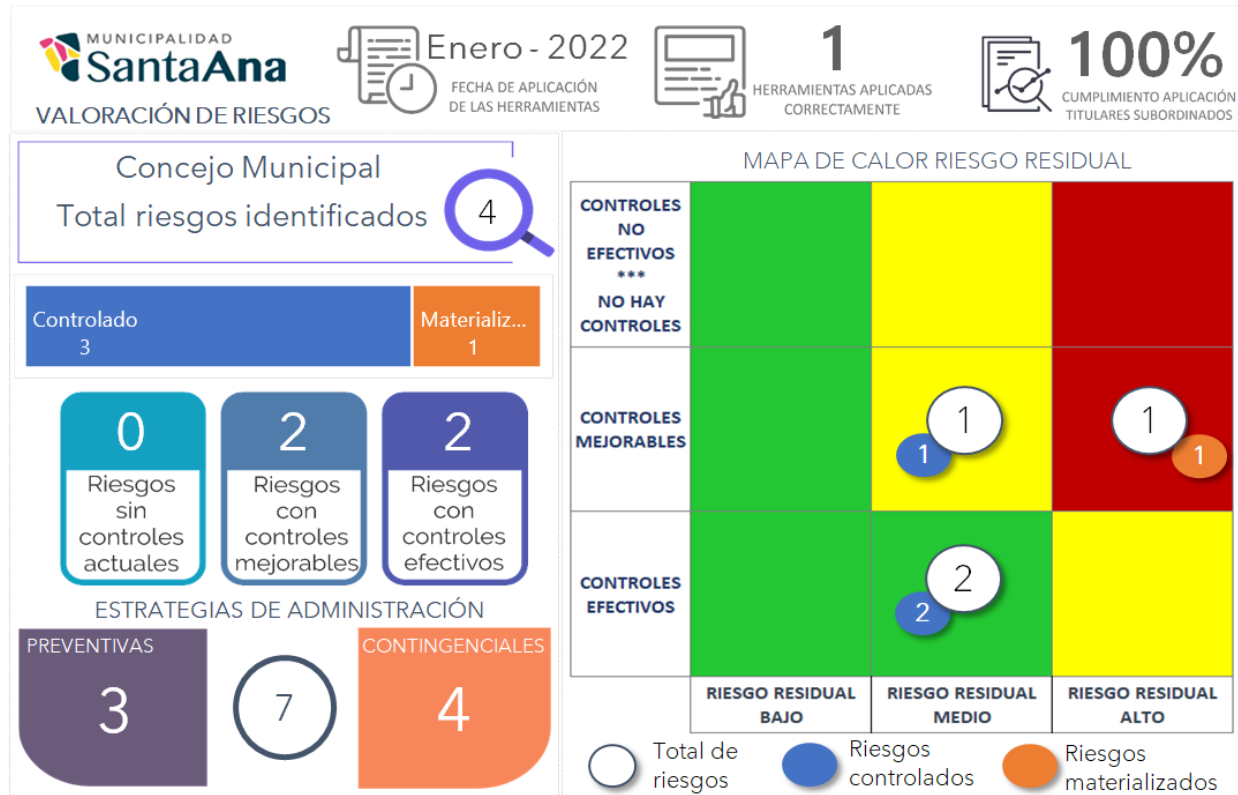 MUNICIPALIDAD
SantaAna
VALORACIÓN DE RIESGOS
Enero - 2022
FECHA DE APLICACIÓN
DE LAS HERRAMIENTAS
1
HERRAMIENTAS APLICADAS
CORRECTAMENTE
100%
CUMPLIMIENTO APLICACIÓN
TITULARES SUBORDINADOS
Concejo Municipal
Total riesgos identificados
4
Controlado
3
Materializ...
1
0
Riesgos
sin
controles
actuales
2
Riesgos
con
controles
mejorables
2
Riesgos
con
controles
efectivos
ESTRATEGIAS DE ADMINISTRACIÓN
PREVENTIVAS
3
7
CONTINGENCIALES
4
MAPA DE CALOR RIESGO RESIDUAL
CONTROLES
NO
EFECTIVOS
***
NO HAY
CONTROLES
CONTROLES
MEJORABLES
1
1
1
1
CONTROLES
EFECTIVOS
2
2
RIESGO RESIDUAL
BAJO
RIESGO RESIDUAL
MEDIO
RIESGO RESIDUAL
ALTO
Total de
riesgos
Riesgos
controlados
Riesgos
materializados